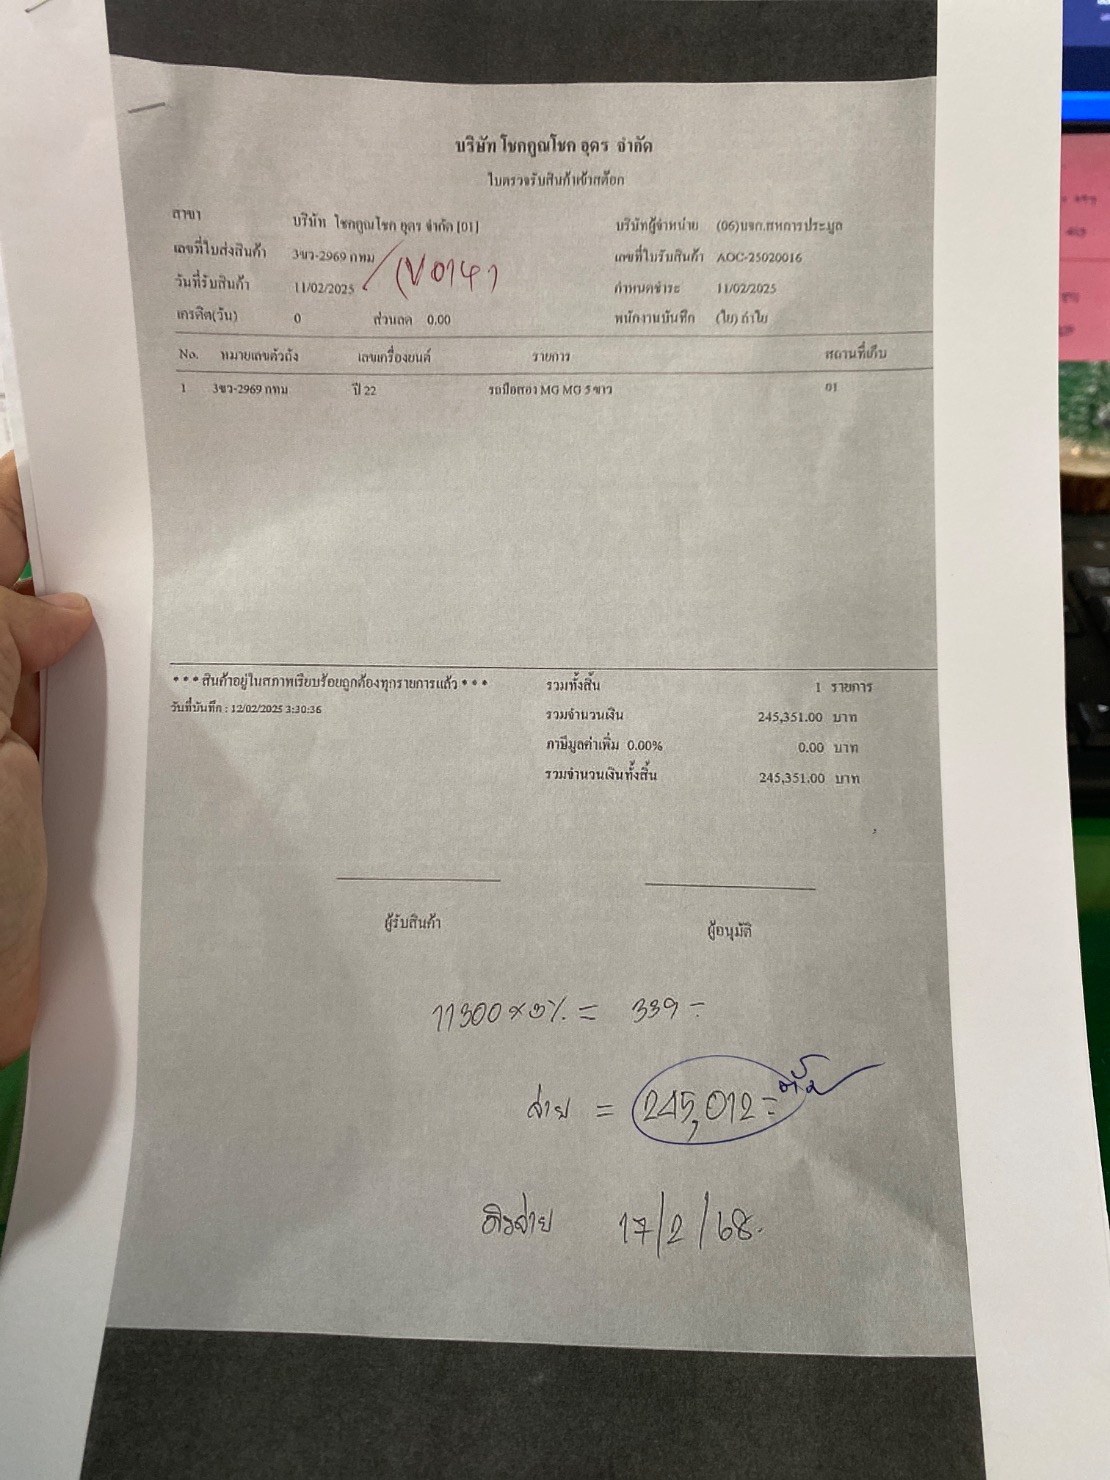 บริษัท โชคคูณโชค อุดร จำกัด
ใบตรวจรับสินค้าเข้าสต๊อก
สาขา บริษัท โชคคูณโชค อุดร จำกัด [01] บริษัทผู้จำหน่าย (06)บจก.สหการประมูล
เลขที่ใบส่งสินค้า 3ขว-2969 กทม เลขที่ใบรับสินค้า AOC-25020016
วันที่รับสินค้า 11/02/2025 กำหนดชำระ 11/02/2025
เครดิต(วัน) 0 ส่วนลด 0.00 พนักงานบันทึก (ใย) ลำใย
No. หมายเลขตัวถัง เลขเครื่องยนต์ รายการ สถานที่เก็บ
1 3ขว-2969 กทม ปี 22 รถมือสอง MG MG 5 ขาว 01
* * * สินค้าอยู่ในสภาพเรียบร้อยถูกต้องทุกรายการแล้ว * * * รวมทั้งสิ้น 1 รายการ
วันที่บันทึก : 12/02/2025 3:30:36 รวมจำนวนเงิน 245,351.00 บาท
ภาษีมูลค่าเพิ่ม 0.00% 0.00 บาท
รวมจำนวนเงินทั้งสิ้น 245,351.00 บาท
ผู้รับสินค้า ผู้อนุมัติ
11300 x 3% = 339 -
จ่าย = 245,012 -
คิวจ่าย 17/2/68.